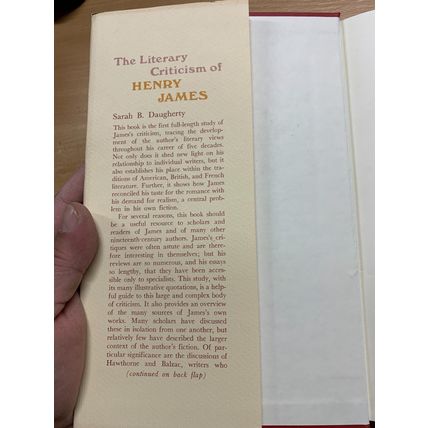 The Literary
Criticism of
HENRY
JAMES
Sarah B. Daugherty
This book is the first full-length study of
James's criticism, tracing the develop-
ment of the author's literary views
throughout his career of five decades.
Not only does it shed new light on his
relationship to individual writers, but it
also establishes his place within the tra-
ditions of American, British, and French
literature. Further, it shows how James
reconciled his taste for the romance with
his demand for realism, a central prob-
lem in his own fiction.
For several reasons, this book should
be a useful resource to scholars and
readers of James and of many other
nineteenth-century authors. James's cri-
tiques were often astute and are there-
fore interesting in themselves; but his
reviews are so numerous, and his essays
so lengthy, that they have been acces-
sible only to specialists. This study, with
its many illustrative quotations, is a help-
ful guide to this large and complex body
of criticism. It also provides an overview
of the many sources of James's own
works. Many scholars have discussed
these in isolation from one another, but
relatively few have described the larger
context of the author's fiction. Of par-
ticular significance are the discussions of
Hawthorne and Balzac, writers who
(continued on back flap)